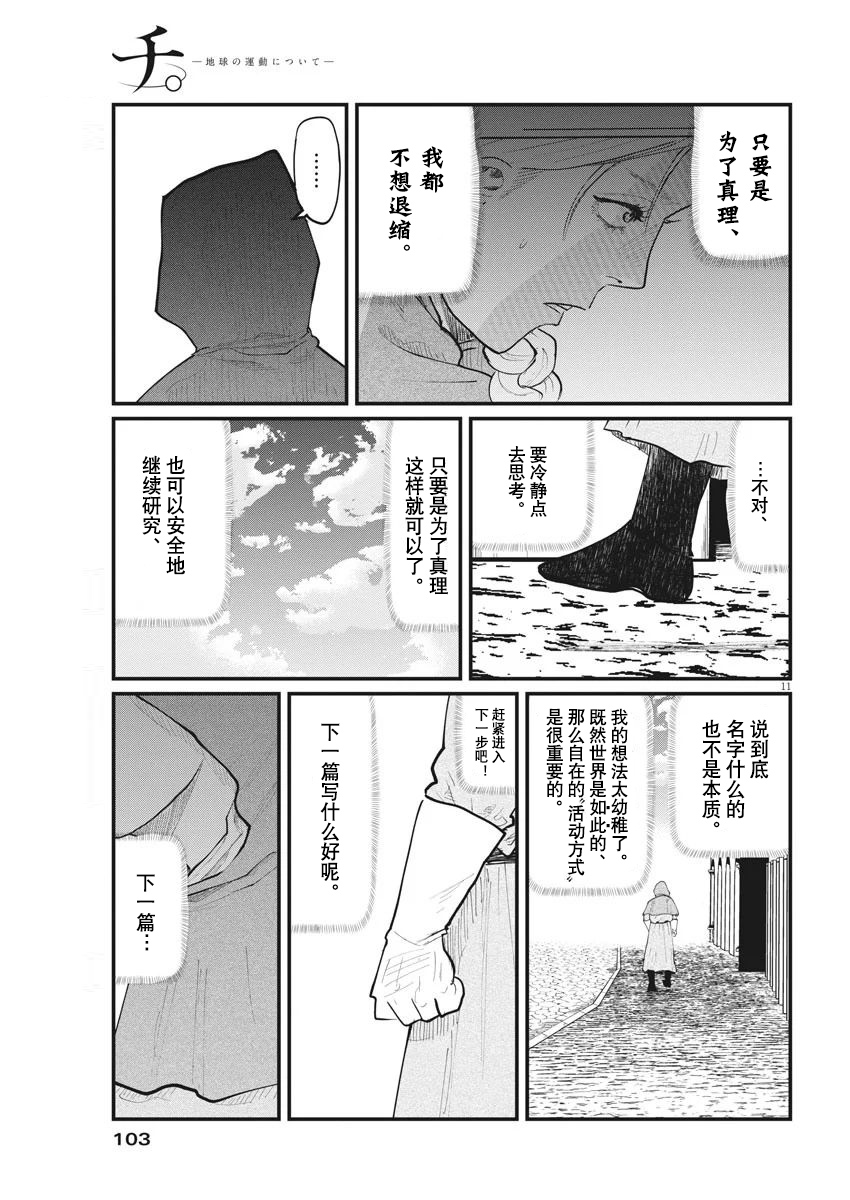 チ。
—地球の運動について—
只要是
为了真理、
我都
不想退缩。
……
…不对、
要冷静点
去思考。
只要是为了真理
这样就可以了。
也可以安全地
继续研究、
11
说到底
名字什么的
也不是本质。
我的想法太幼稚了。
既然世界是如此的、
那么自在的“活动方式”
是很重要的。
赶紧进入
下一步吧！
下一篇写什么好呢。
下一篇…
103